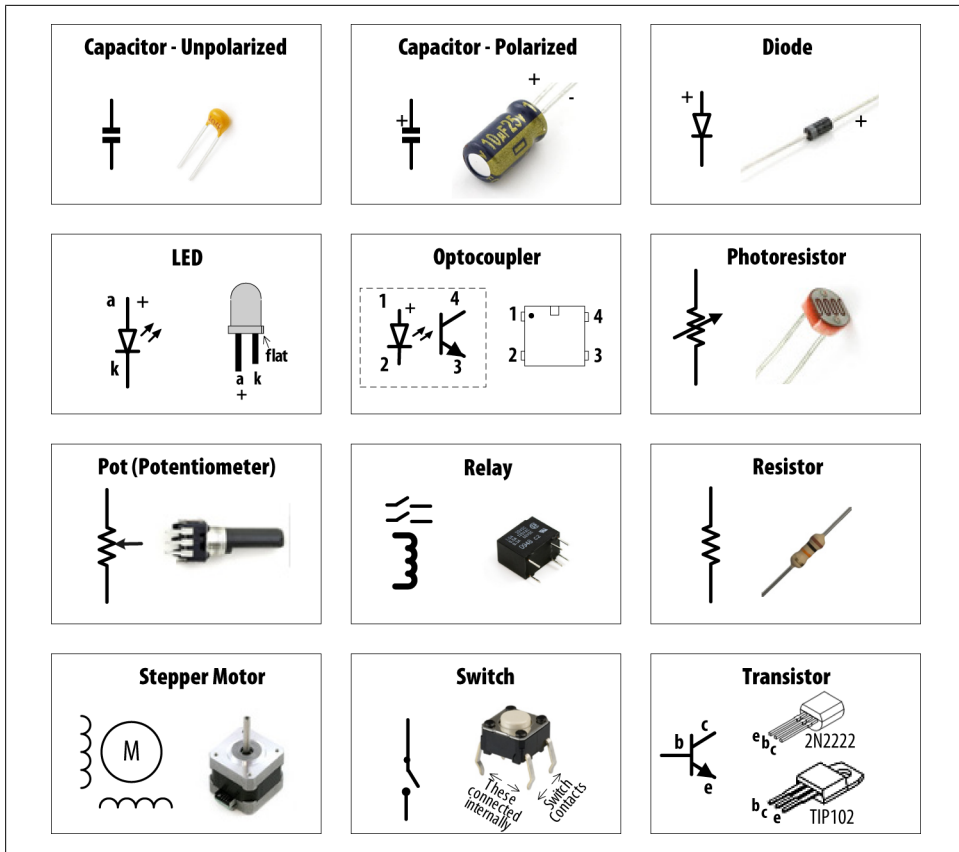 Capacitor - Unpolarized
+
Capacitor - Polarized
+
-
+
10µF25v
Diode
+
+
LED
a
+
k
flat
a k
+
Optocoupler
1
+
4
2
3
1
4
2
3
Photoresistor
Pot (Potentiometer)
Relay
Resistor
Stepper Motor
M
Switch
These
connected
internally
Switch
Contacts
Transistor
c
b
e
e b c
2N2222
b c e
TIP102